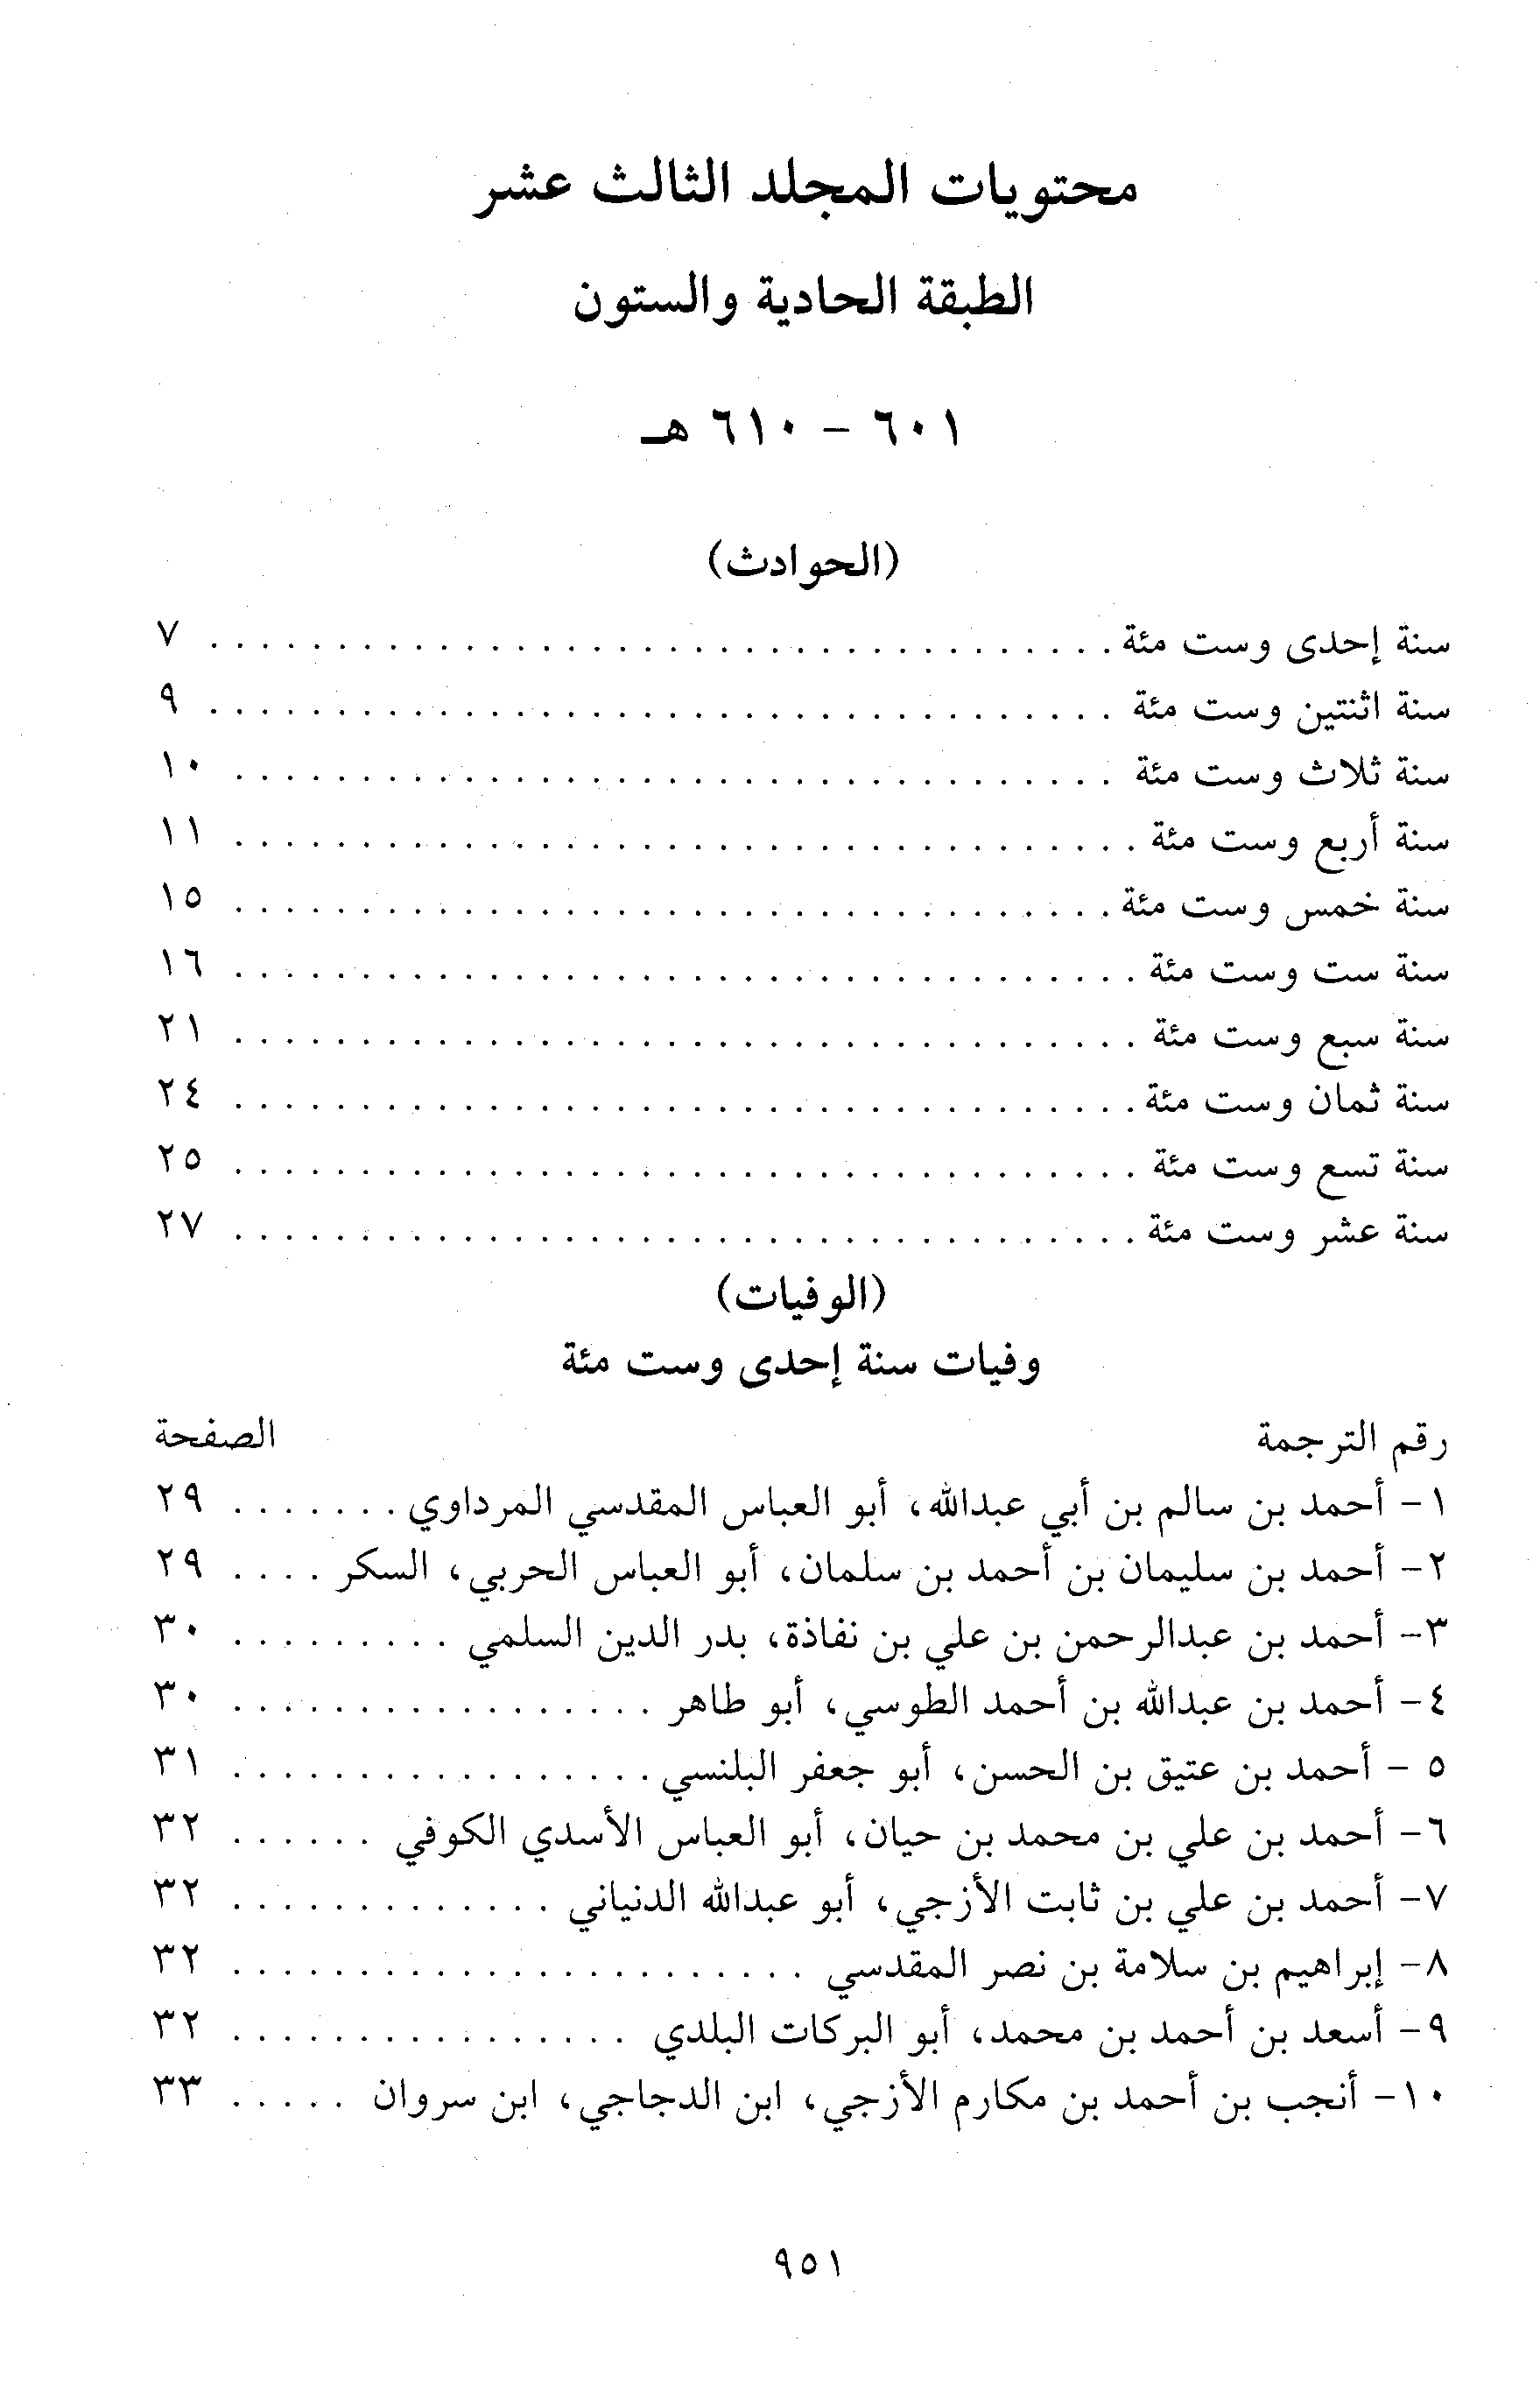 محتويات المجلد الثالث عشر
الطبقة الحادية والستون
٦٠١ - ٦١٠ هـ
(الحوادث)
سنة إحدى وست مئة . . . . . . . . . . ٧
سنة اثنتين وست مئة . . . . . . . . . . ٩
سنة ثلاث وست مئة . . . . . . . . . . ١٠
سنة أربع وست مئة . . . . . . . . . . ١١
سنة خمس وست مئة . . . . . . . . . . ١٥
سنة ست وست مئة . . . . . . . . . . ١٦
سنة سبع وست مئة . . . . . . . . . . ٢١
سنة ثمان وست مئة . . . . . . . . . . ٢٤
سنة تسع وست مئة . . . . . . . . . . ٢٥
سنة عشر وست مئة . . . . . . . . . . ٢٧
(الوفيات)
وفيات سنة إحدى وست مئة
رقم الترجمة الصفحة
١- أحمد بن سالم بن أبي عبدالله، أبو العباس المقدسي المرداوي . . . . . . . ٢٩
٢- أحمد بن سليمان بن أحمد بن سلمان، أبو العباس الحربي، السكر . . . . ٢٩
٣- أحمد بن عبدالرحمن بن علي بن نفاذة، بدر الدين السلمي . . . . . . . . . ٣٠
٤- أحمد بن عبدالله بن أحمد الطوسي، أبو طاهر . . . . . . . . . . ٣٠
٥ - أحمد بن عتيق بن الحسن، أبو جعفر البلنسي . . . . . . . . . . ٣١
٦- أحمد بن علي بن محمد بن حيان، أبو العباس الأسدي الكوفي . . . . . . ٣٢
٧- أحمد بن علي بن ثابت الأزجي، أبو عبدالله الدنياني . . . . . . . . . . ٣٢
٨- إبراهيم بن سلامة بن نصر المقدسي . . . . . . . . . . ٣٢
٩- أسعد بن أحمد بن محمد، أبو البركات البلدي . . . . . . . . . . ٣٢
١٠- أنجب بن أحمد بن مكارم الأزجي، ابن الدجاجي، ابن سروان . . . . . ٣٣
٩٥١